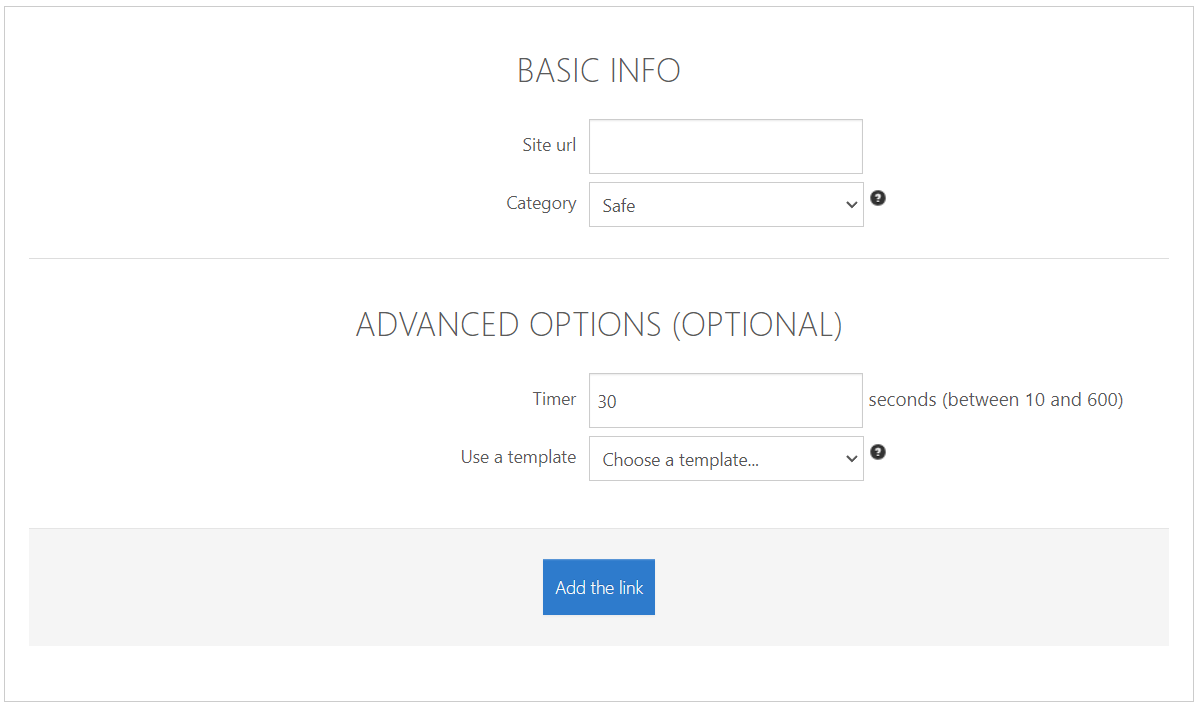 BASIC INFO
Site url
Category Safe ?
ADVANCED OPTIONS (OPTIONAL)
Timer 30 seconds (between 10 and 600)
Use a template Choose a template... ?
Add the link